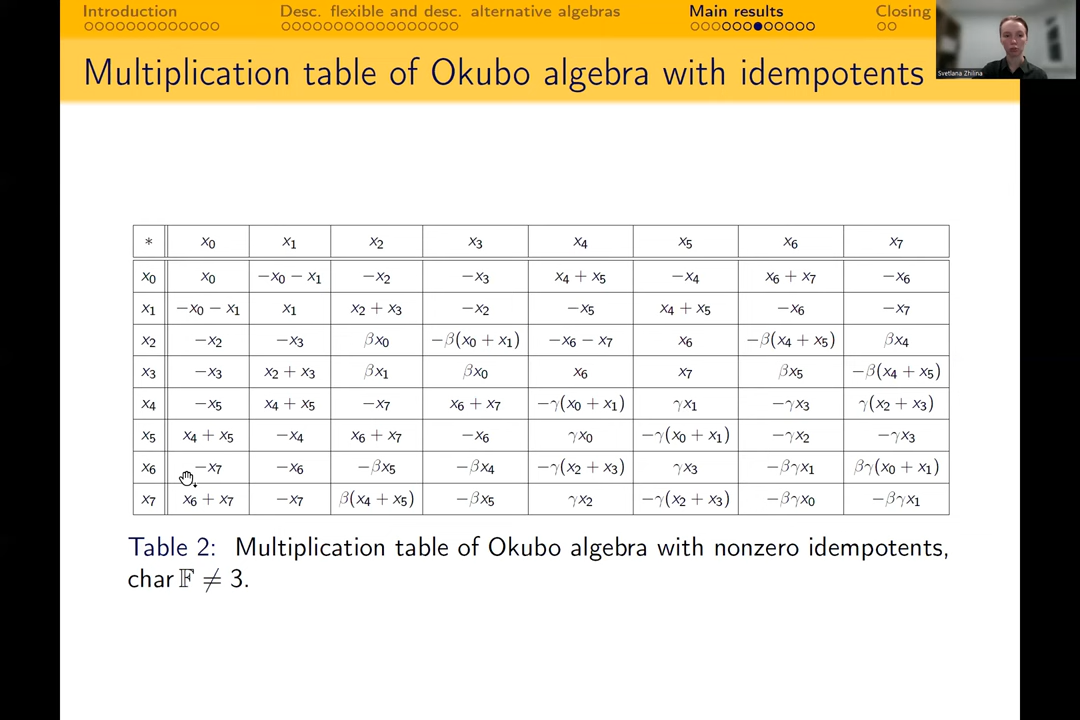 Introduction Desc. flexible and desc. alternative algebras Main results Closing
Svetlana Zhilina
Multiplication table of Okubo algebra with idempotents
* x₀ x₁ x₂ x₃ x₄ x₅ x₆ x₇
x₀ x₀ −x₀ − x₁ −x₂ −x₃ x₄ + x₅ −x₄ x₆ + x₇ −x₆
x₁ −x₀ − x₁ x₁ x₂ + x₃ −x₂ −x₅ x₄ + x₅ −x₆ −x₇
x₂ −x₂ −x₃ βx₀ −β(x₀ + x₁) −x₆ − x₇ x₆ −β(x₄ + x₅) βx₄
x₃ −x₃ x₂ + x₃ βx₁ βx₀ x₆ x₇ βx₅ −β(x₄ + x₅)
x₄ −x₅ x₄ + x₅ −x₇ x₆ + x₇ −γ(x₀ + x₁) γx₁ −γx₃ γ(x₂ + x₃)
x₅ x₄ + x₅ −x₄ x₆ + x₇ −x₆ γx₀ −γ(x₀ + x₁) −γx₂ −γx₃
x₆ −x₇ −x₆ −βx₅ −βx₄ −γ(x₂ + x₃) γx₃ −βγx₁ βγ(x₀ + x₁)
x₇ x₆ + x₇ −x₇ β(x₄ + x₅) −βx₅ γx₂ −γ(x₂ + x₃) −βγx₀ −βγx₁
Table 2: Multiplication table of Okubo algebra with nonzero idempotents,
char 𝔽 ≠ 3.